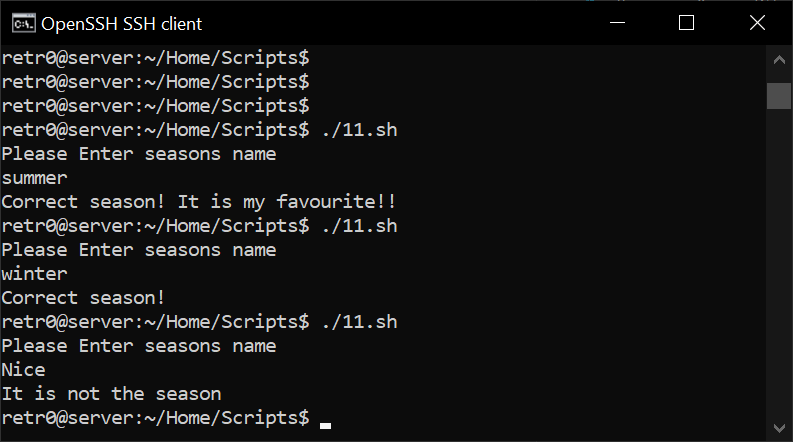 OpenSSH SSH client
retr0@server:~/Home/Scripts$
retr0@server:~/Home/Scripts$
retr0@server:~/Home/Scripts$
retr0@server:~/Home/Scripts$ ./11.sh
Please Enter seasons name
summer
Correct season! It is my favourite!!
retr0@server:~/Home/Scripts$ ./11.sh
Please Enter seasons name
winter
Correct season!
retr0@server:~/Home/Scripts$ ./11.sh
Please Enter seasons name
Nice
It is not the season
retr0@server:~/Home/Scripts$